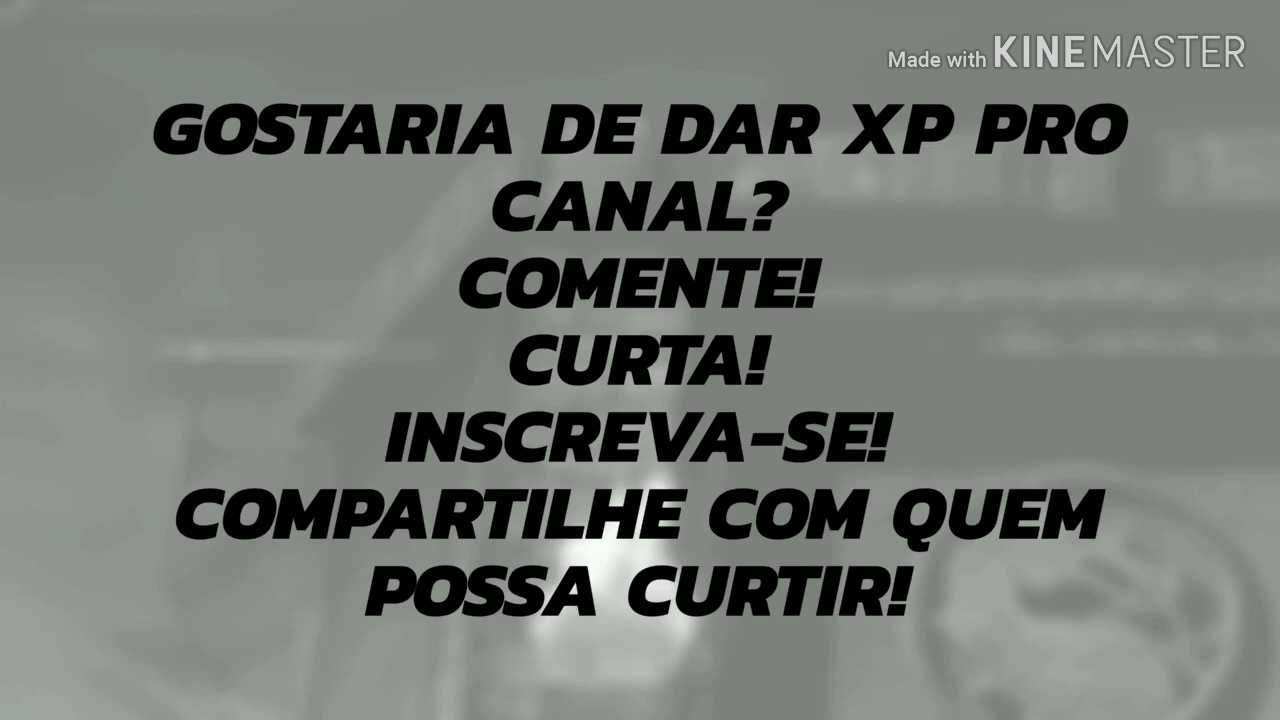 Made with KINEMASTER
GOSTARIA DE DAR XP PRO
CANAL?
COMENTE!
CURTA!
INSCREVA-SE!
COMPARTILHE COM QUEM
POSSA CURTIR!